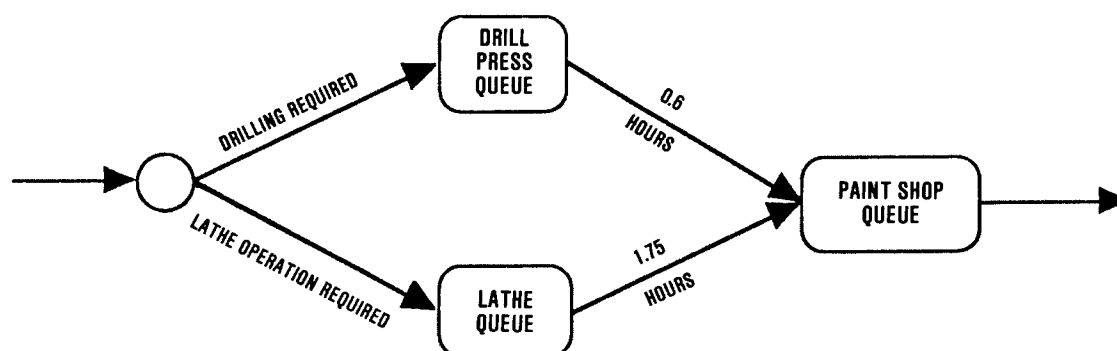 DRILL
PRESS
QUEUE
DRILLING REQUIRED
0.6
HOURS
PAINT SHOP
QUEUE
LATHE OPERATION REQUIRED
1.75
HOURS
LATHE
QUEUE